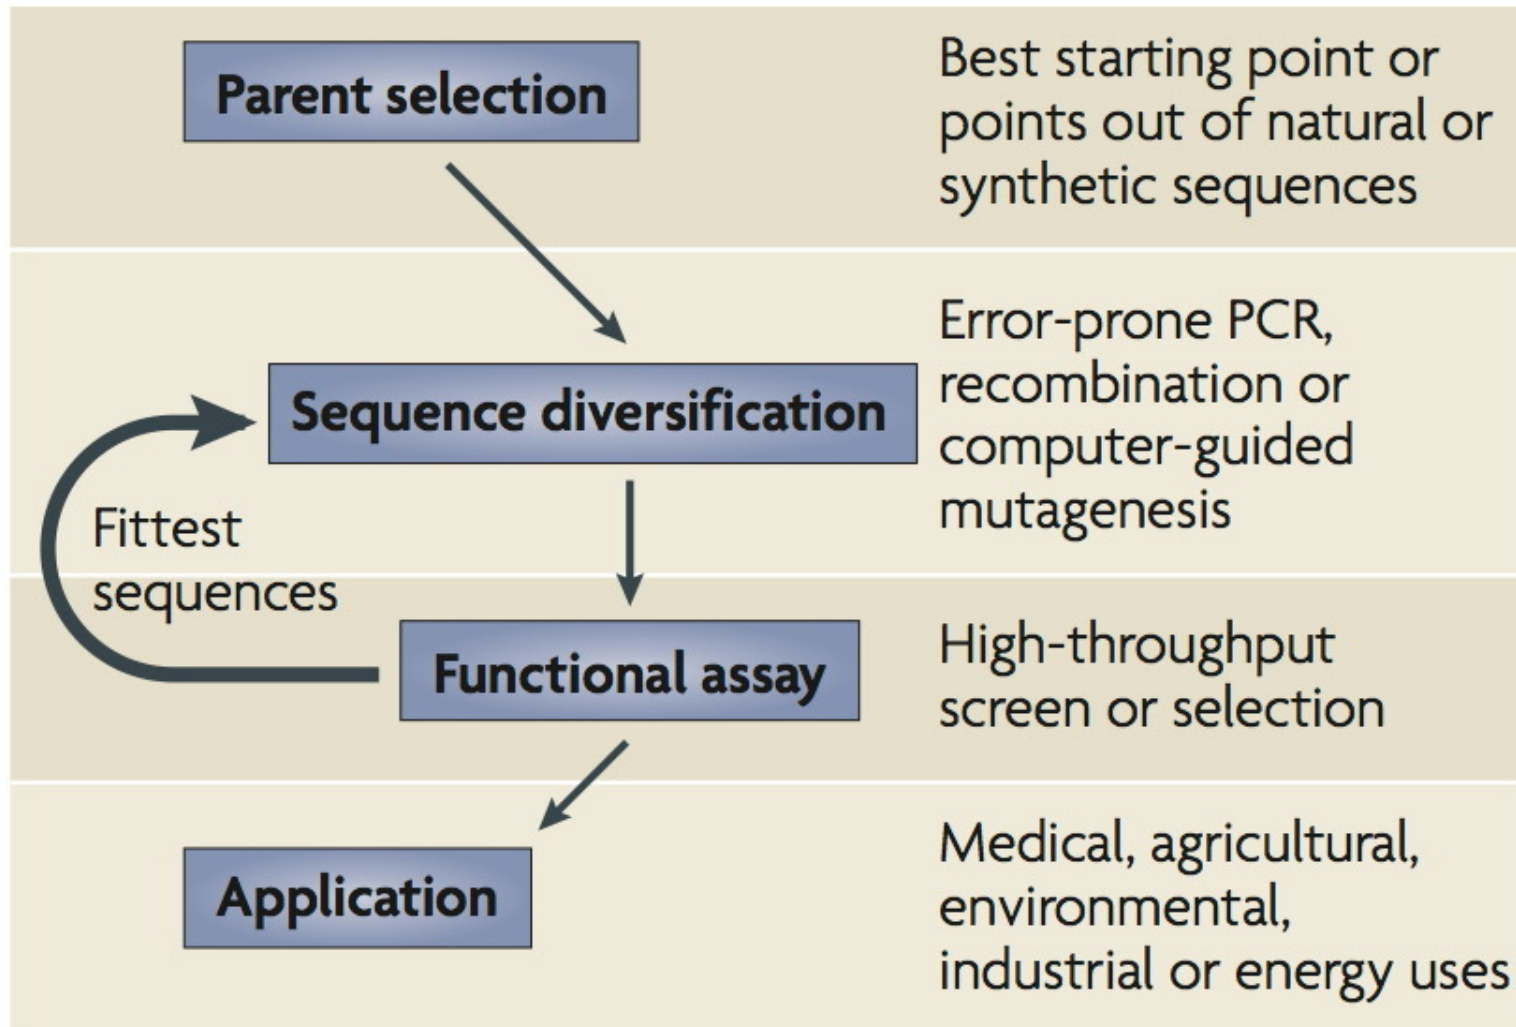 Parent selection
Best starting point or
points out of natural or
synthetic sequences
Sequence diversification
Error-prone PCR,
recombination or
computer-guided
mutagenesis
Fittest
sequences
Functional assay
High-throughput
screen or selection
Application
Medical, agricultural,
environmental,
industrial or energy uses